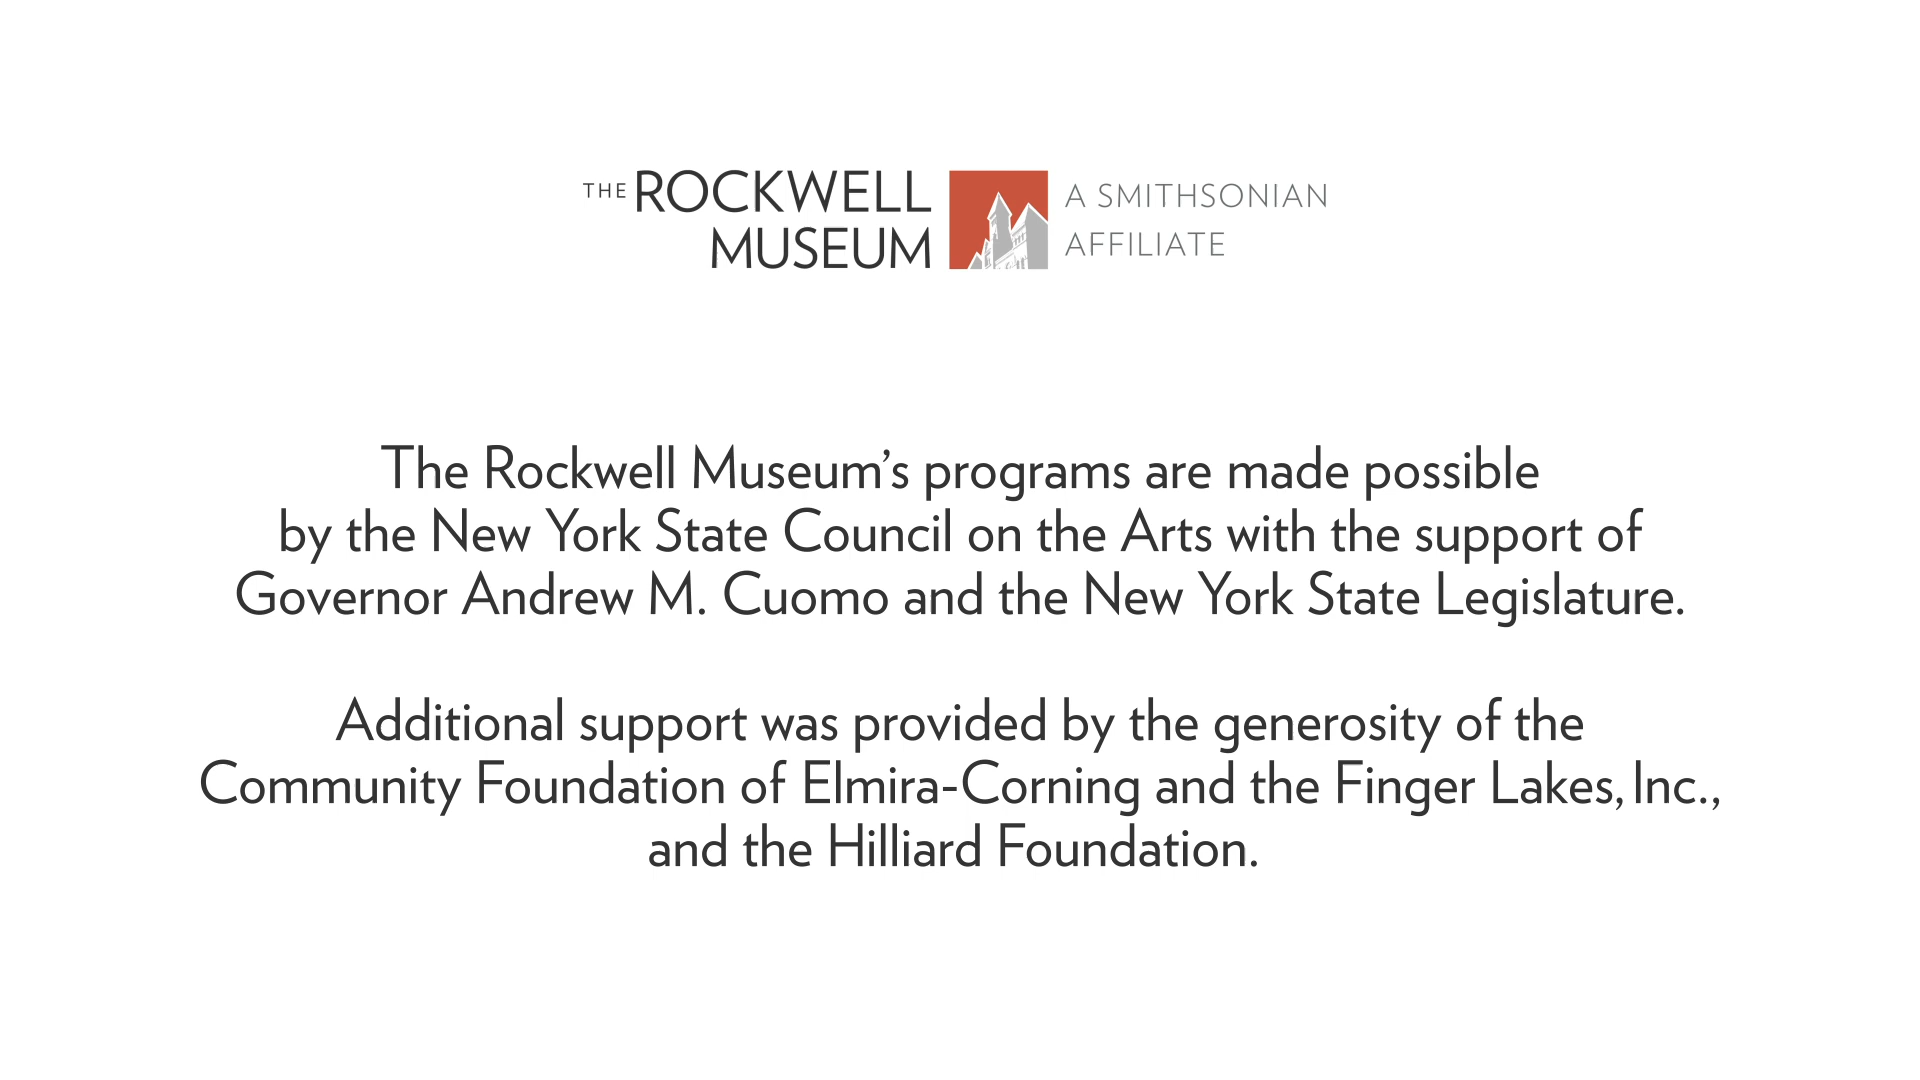 THE ROCKWELL
MUSEUM
A SMITHSONIAN
AFFILIATE
The Rockwell Museum’s programs are made possible
by the New York State Council on the Arts with the support of
Governor Andrew M. Cuomo and the New York State Legislature.
Additional support was provided by the generosity of the
Community Foundation of Elmira-Corning and the Finger Lakes, Inc.,
and the Hilliard Foundation.